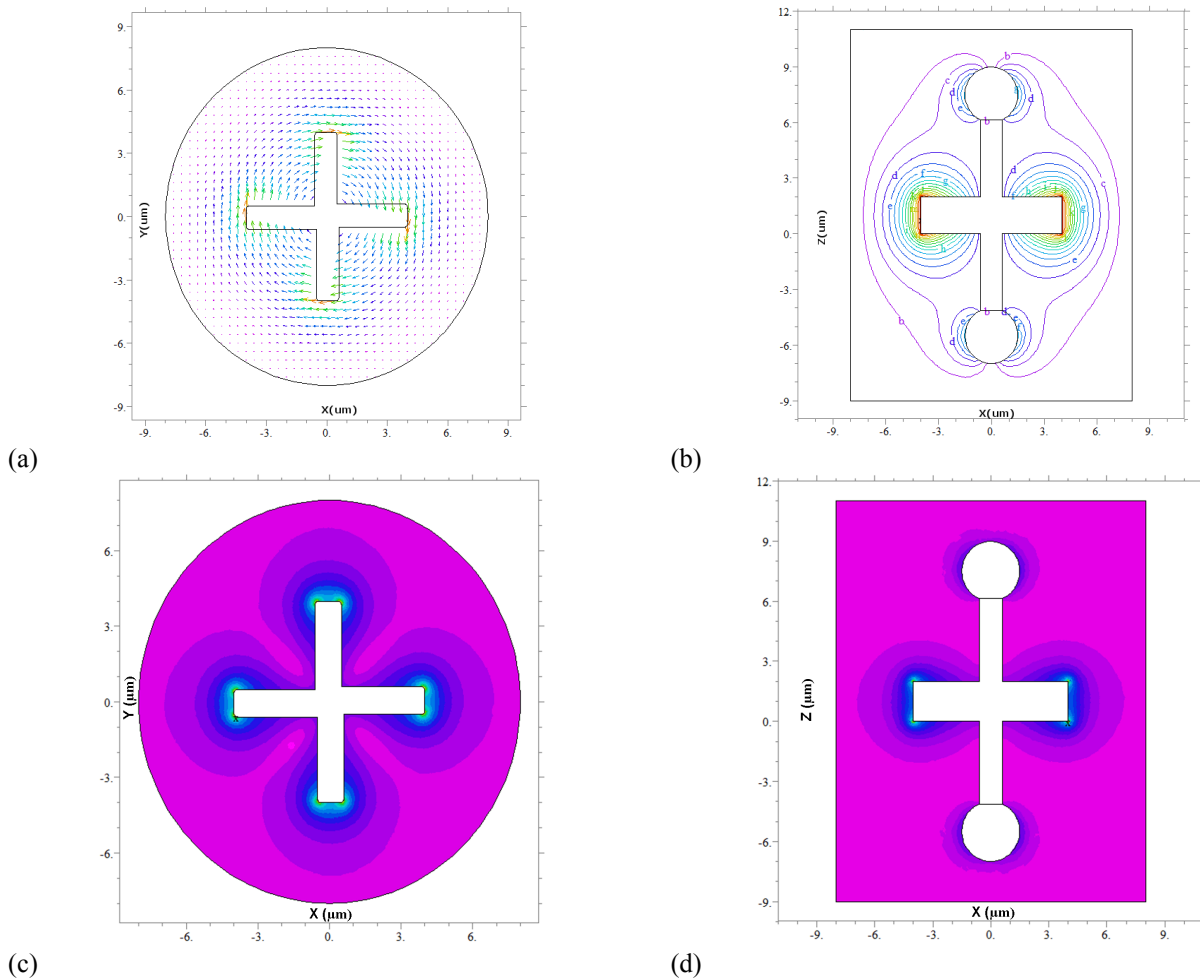 9.
6.
3.
0.
-3.
-6.
-9.
Y(um)
X(um)
-9. -6. -3. 0. 3. 6. 9.
(a)
12.
9.
6.
3.
0.
-3.
-6.
-9.
Z(um)
b
c
d
e
b
d
d
d
f
g
c
e
g
h
e
b
b
d
e
d
X(um)
-9. -6. -3. 0. 3. 6. 9.
(b)
6.
3.
0.
-3.
-6.
Y (μm)
X (μm)
-6. -3. 0. 3. 6.
(c)
12.
9.
6.
3.
0.
-3.
-6.
-9.
Z (μm)
x
X (μm)
-9. -6. -3. 0. 3. 6. 9.
(d)